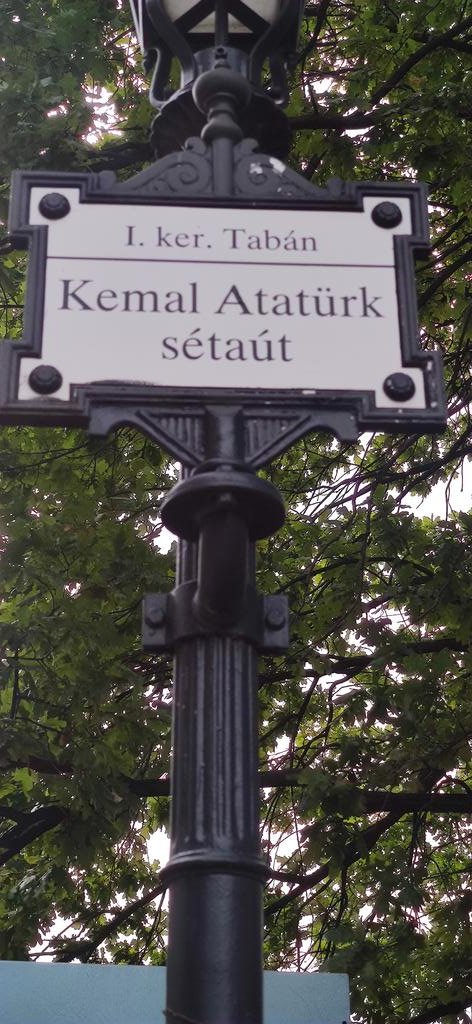 I. ker. Tabán
Kemal Atatürk
sétaút